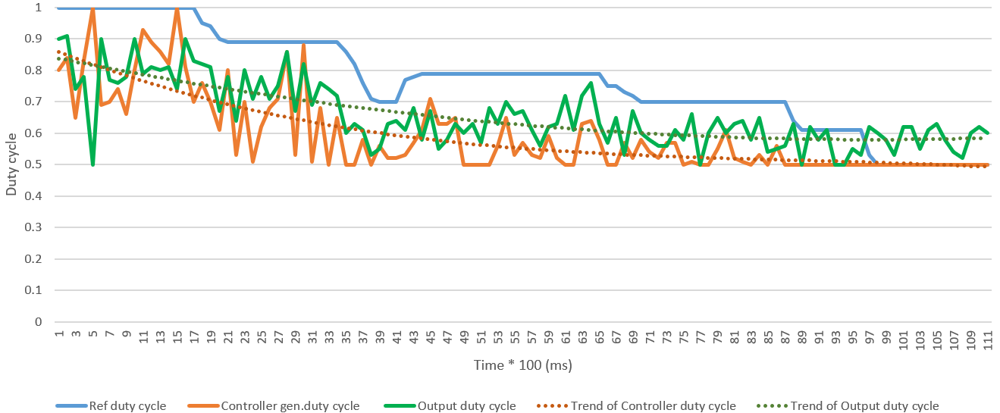 1
0.9
0.8
0.7
0.6
0.5
0.4
0.3
0.2
0.1
0
Duty cycle
1 3 5 7 9 11 13 15 17 19 21 23 25 27 29 31 33 35 37 39 41 43 45 47 49 51 53 55 57 59 61 63 65 67 69 71 73 75 77 79 81 83 85 87 89 91 93 95 97 99 101 103 105 107 109 111
Time * 100 (ms)
Ref duty cycle Controller gen.duty cycle Output duty cycle Trend of Controller duty cycle Trend of Output duty cycle